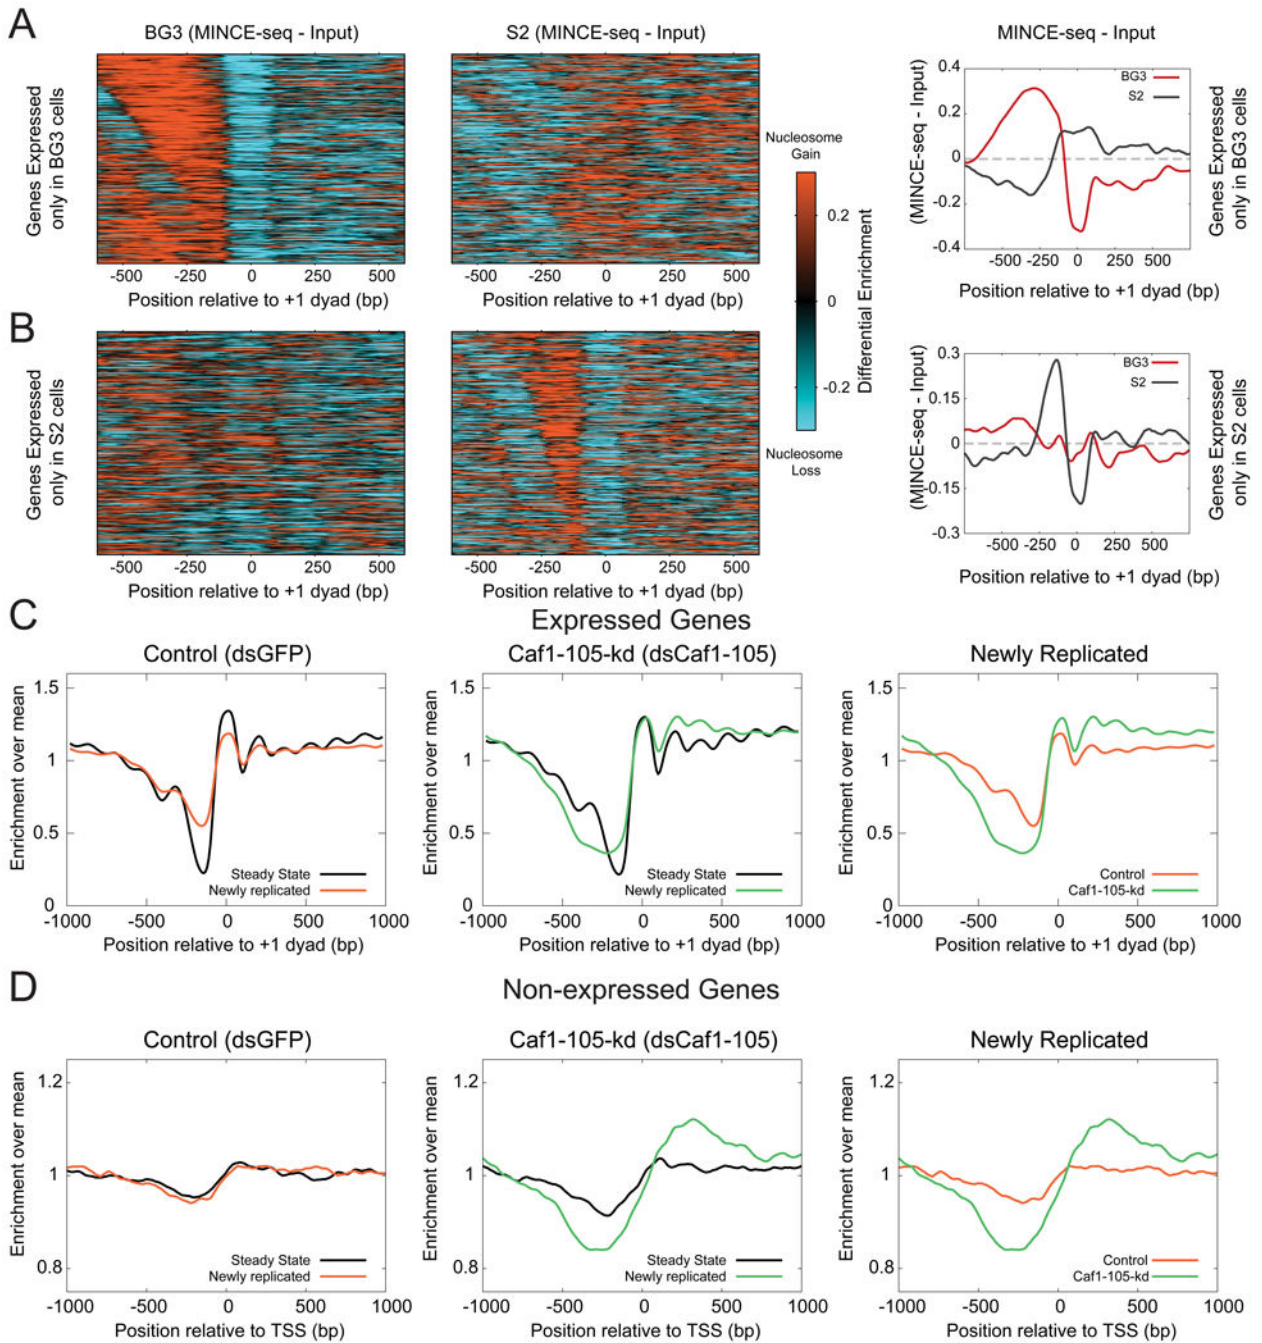 A
BG3 (MINCE-seq - Input)
S2 (MINCE-seq - Input)
MINCE-seq - Input
Genes Expressed
only in BG3 cells
-500 -250 0 250 500
Position relative to +1 dyad (bp)
-500 -250 0 250 500
Position relative to +1 dyad (bp)
Nucleosome
Gain
0.2
0
-0.2
Differential Enrichment
Nucleosome
Loss
(MINCE-seq - Input)
0.4
0.2
0
-0.2
-0.4
BG3
S2
-500 -250 0 250 500
Position relative to +1 dyad (bp)
Genes Expressed
only in BG3 cells
B
Genes Expressed
only in S2 cells
-500 -250 0 250 500
Position relative to +1 dyad (bp)
-500 -250 0 250 500
Position relative to +1 dyad (bp)
(MINCE-seq - Input)
0.3
0.15
0
-0.15
-0.3
BG3
S2
-500 -250 0 250 500
Position relative to +1 dyad (bp)
Genes Expressed
only in S2 cells
C
Expressed Genes
Control (dsGFP)
Enrichment over mean
1.5
1
0.5
0
Steady State
Newly replicated
-1000 -500 0 500 1000
Position relative to +1 dyad (bp)
Caf1-105-kd (dsCaf1-105)
Enrichment over mean
1.5
1
0.5
0
Steady State
Newly replicated
-1000 -500 0 500 1000
Position relative to +1 dyad (bp)
Newly Replicated
Enrichment over mean
1.5
1
0.5
0
Control
Caf1-105-kd
-1000 -500 0 500 1000
Position relative to +1 dyad (bp)
D
Non-expressed Genes
Control (dsGFP)
Enrichment over mean
1.2
1
0.8
Steady State
Newly replicated
-1000 -500 0 500 1000
Position relative to TSS (bp)
Caf1-105-kd (dsCaf1-105)
Enrichment over mean
1.2
1
0.8
Steady State
Newly replicated
-1000 -500 0 500 1000
Position relative to TSS (bp)
Newly Replicated
Enrichment over mean
1.2
1
0.8
Control
Caf1-105-kd
-1000 -500 0 500 1000
Position relative to TSS (bp)